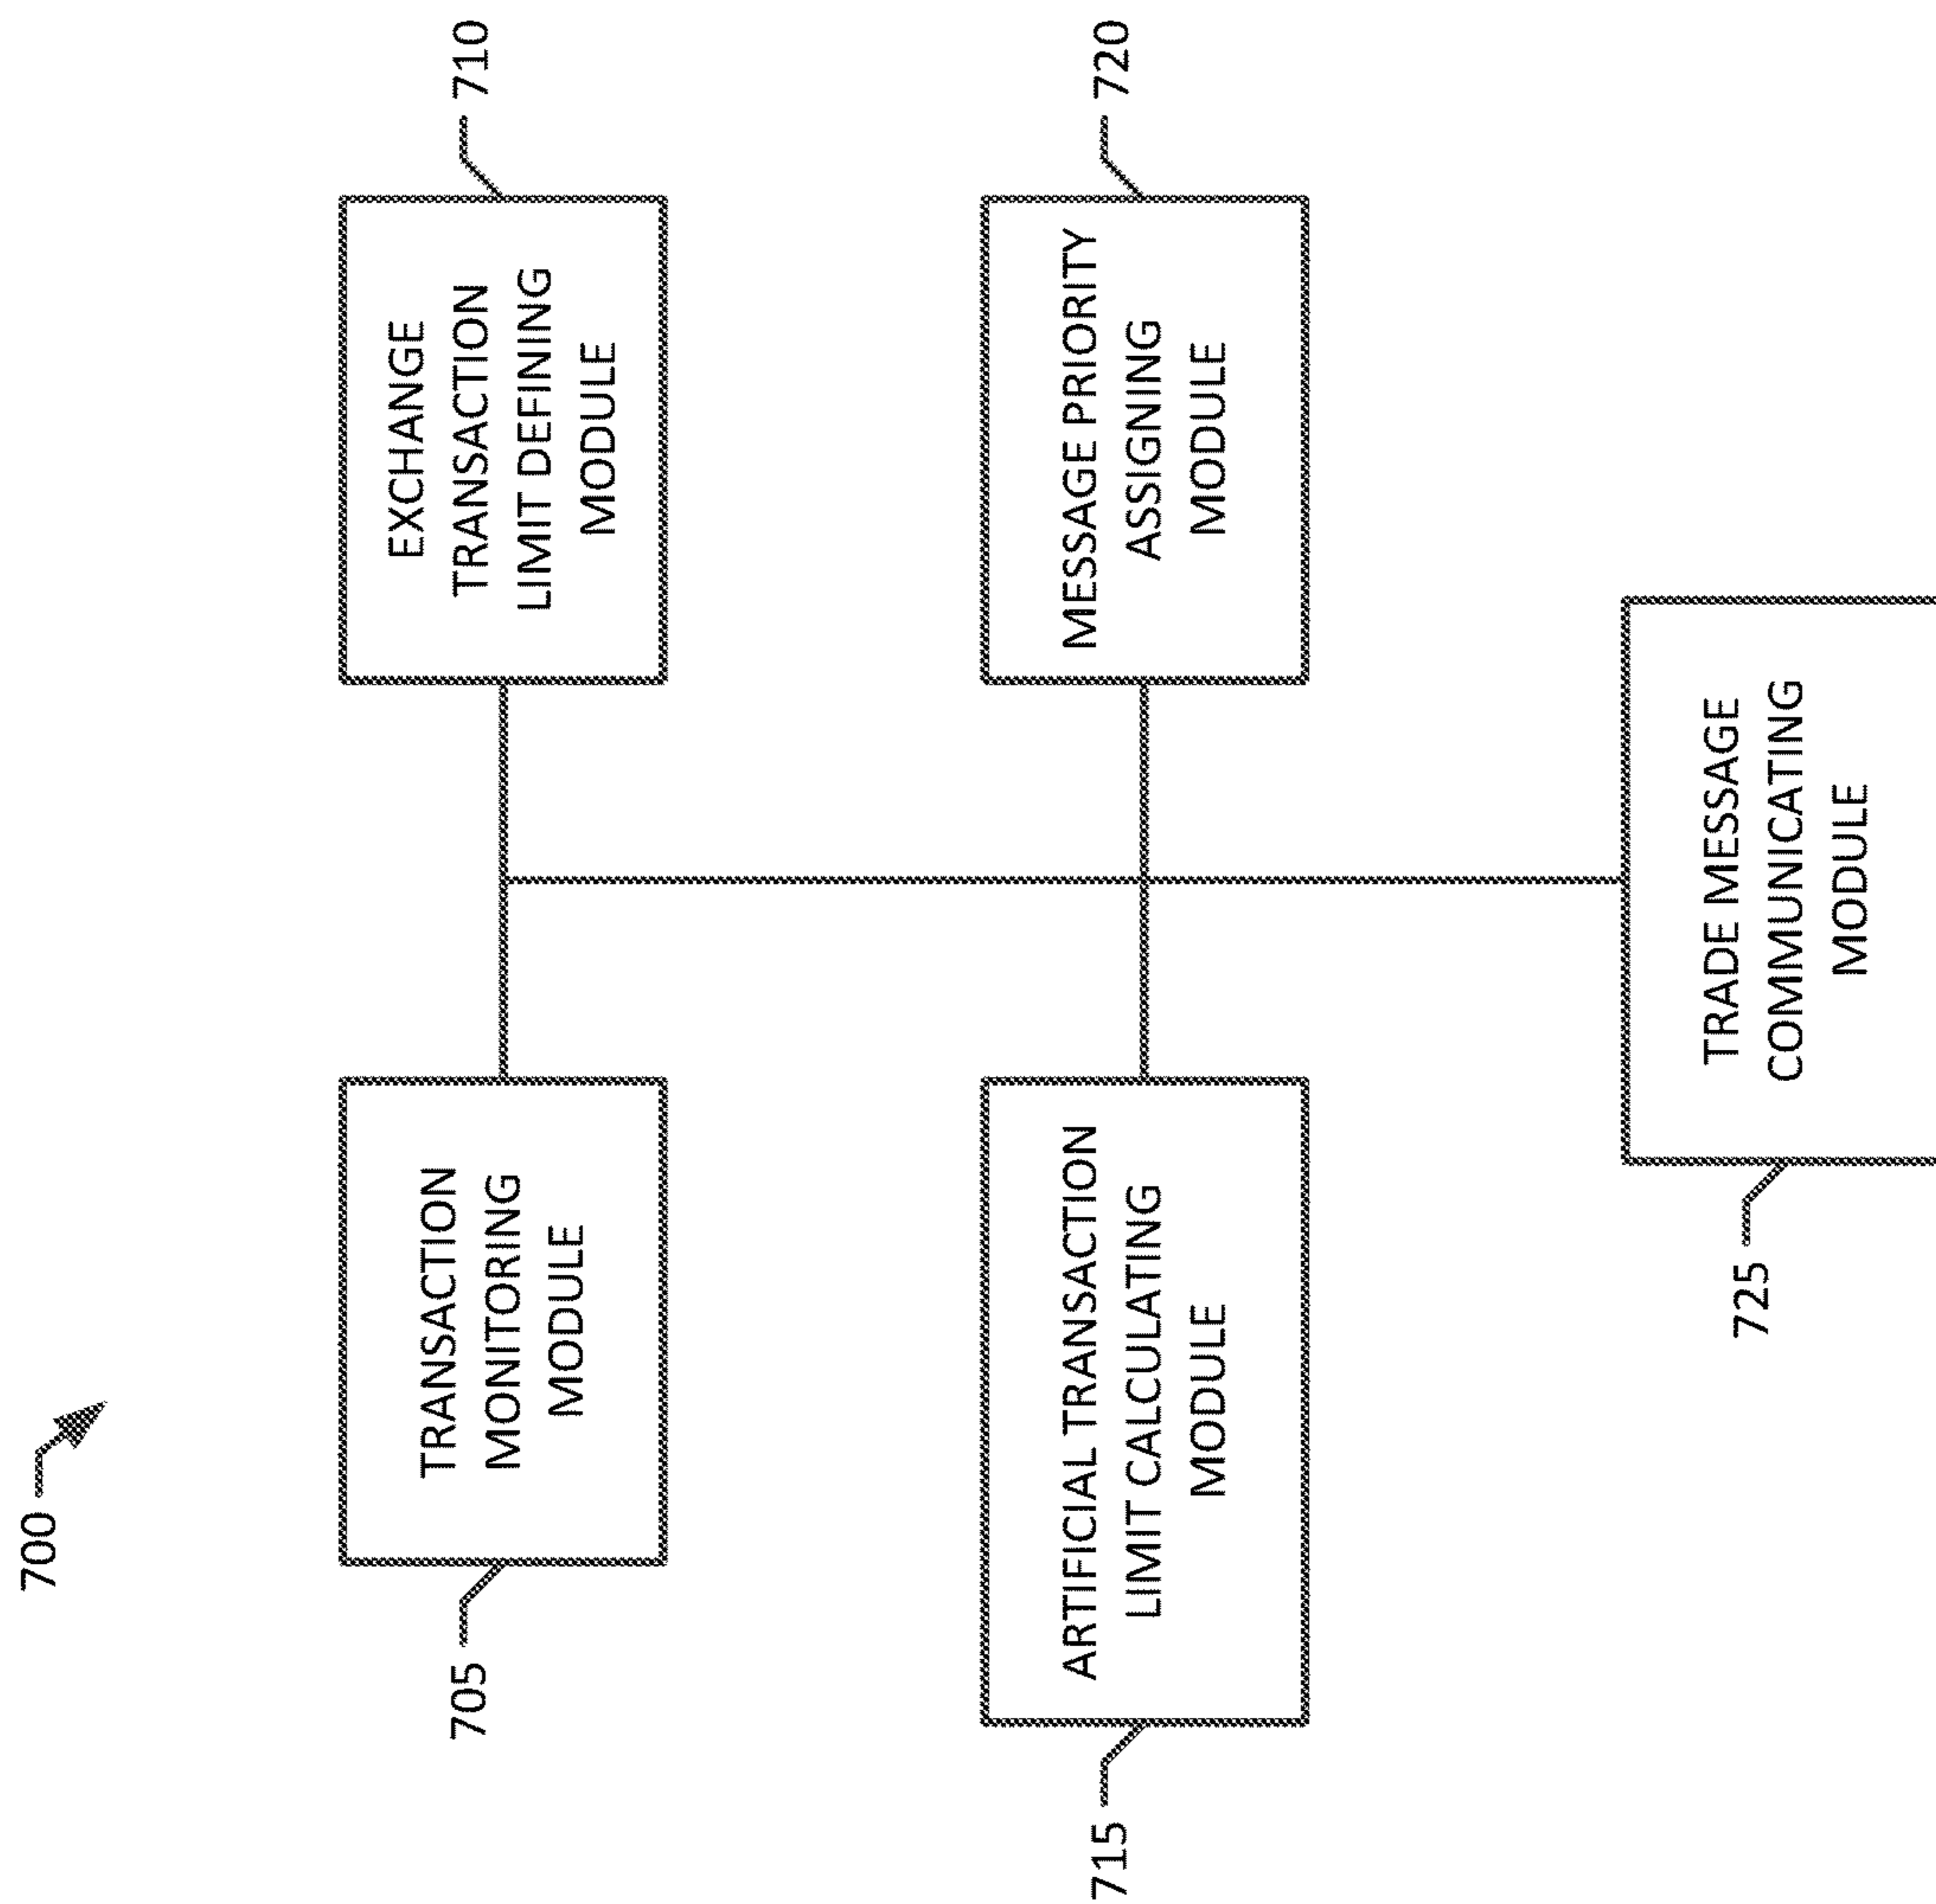 700
705
TRANSACTION
MONITORING
MODULE
EXCHANGE
TRANSACTION
LIMIT DEFINING
MODULE
710
715
ARTIFICIAL TRANSACTION
LIMIT CALCULATING
MODULE
MESSAGE PRIORITY
ASSIGNING
MODULE
720
725
TRADE MESSAGE
COMMUNICATING
MODULE